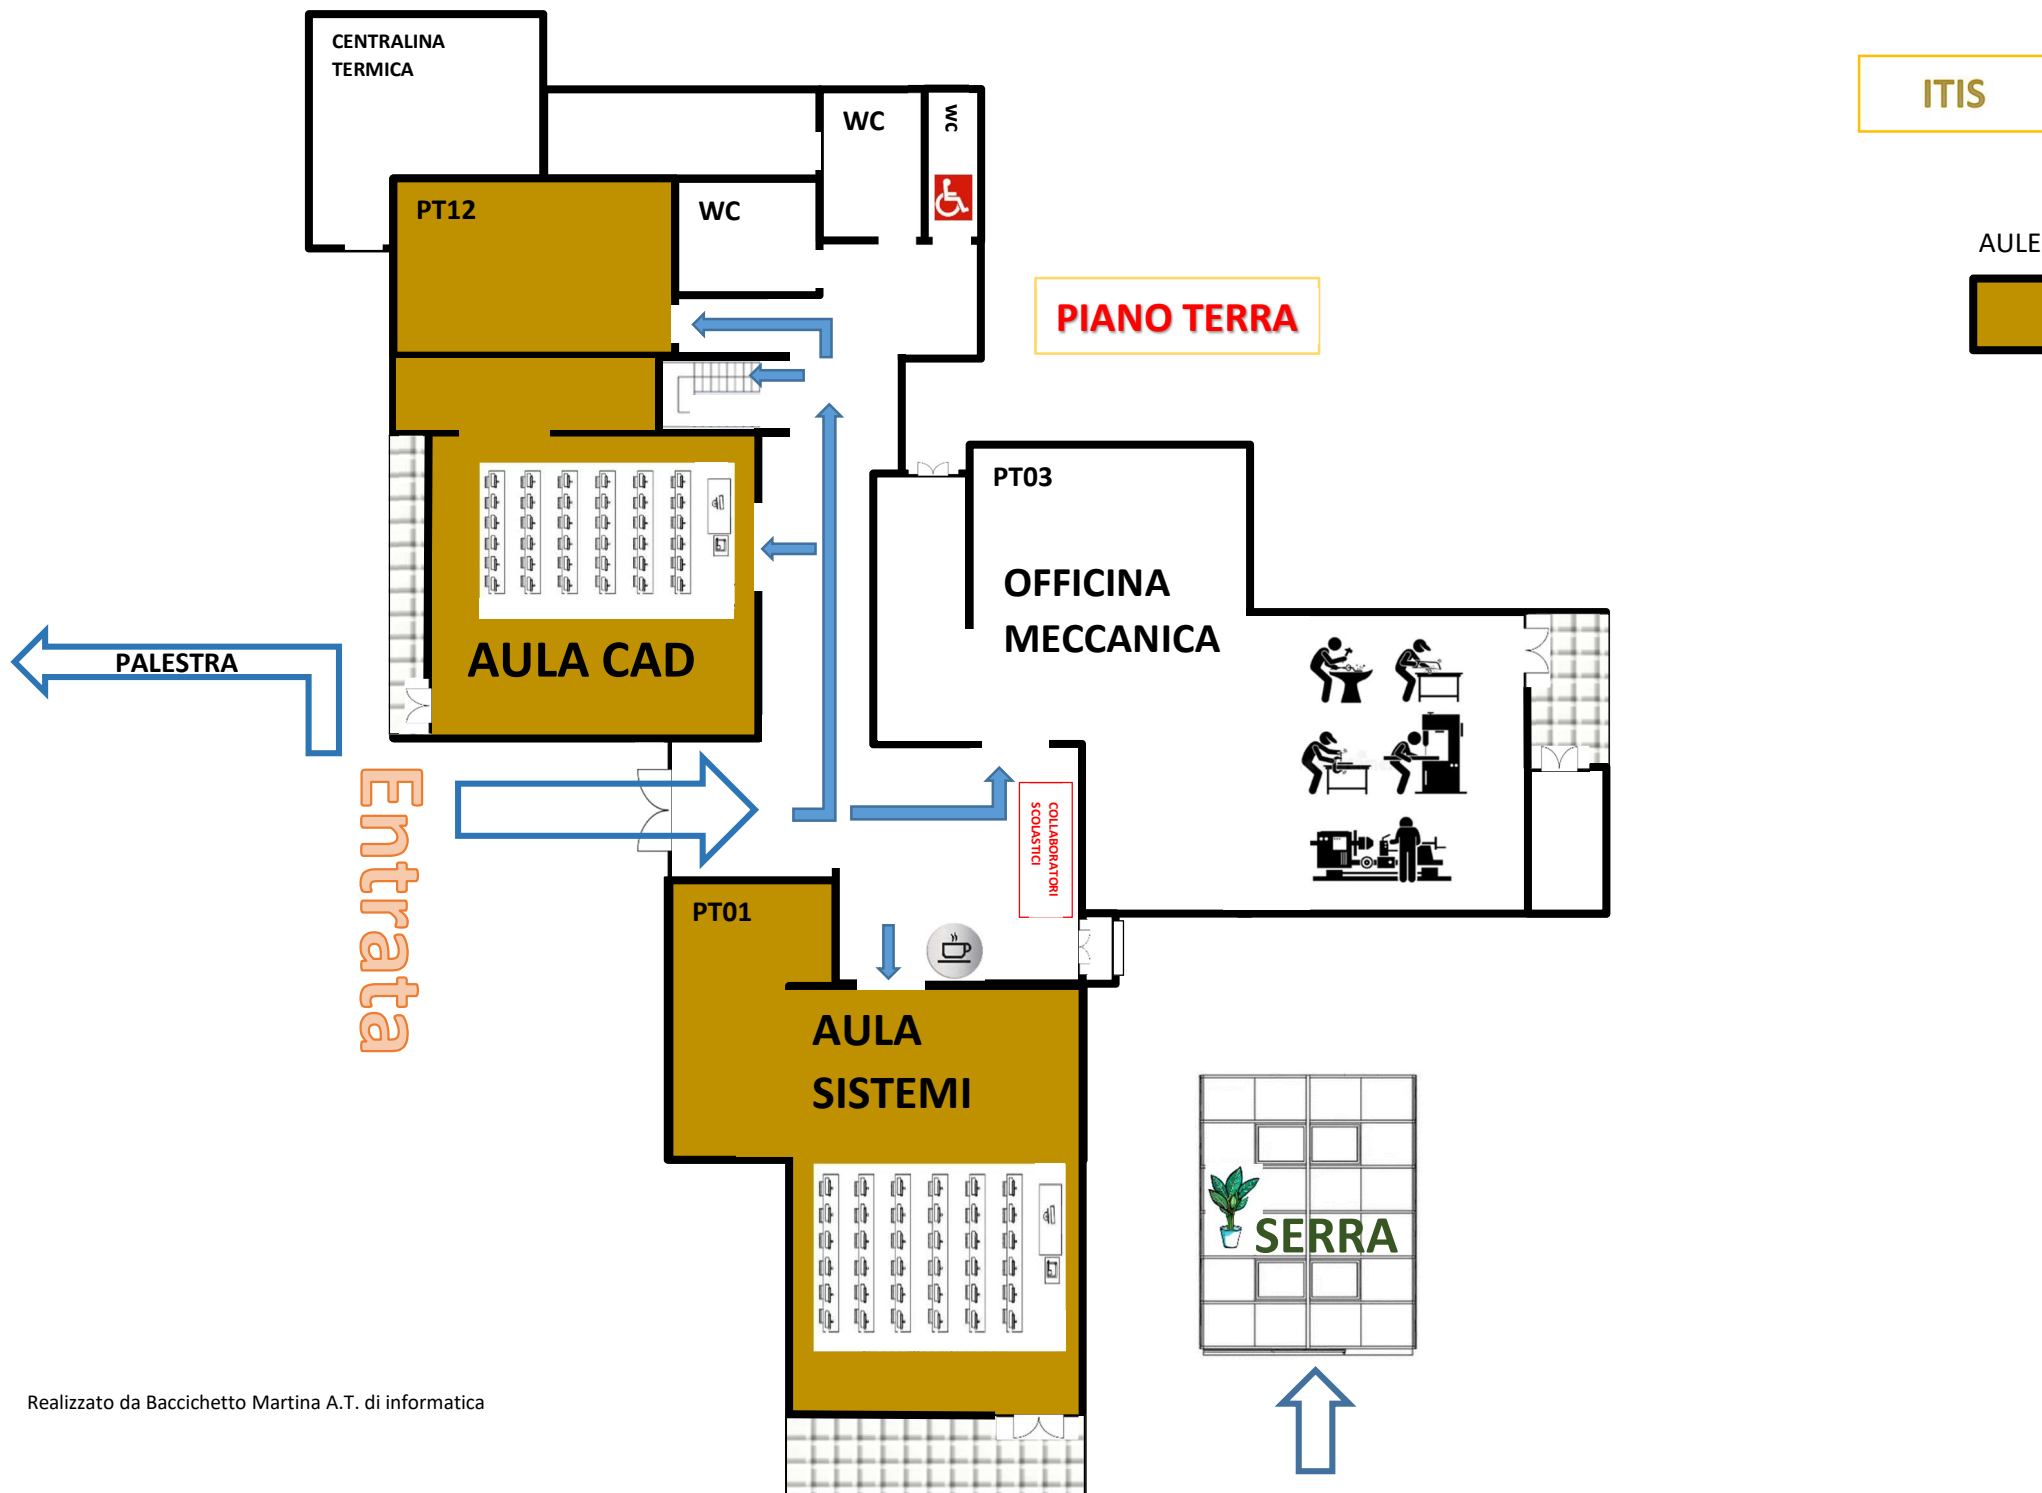 CENTRALINA
TERMICA
WC
WC
ITIS
PT12
WC
AULE
PIANO TERRA
PT03
OFFICINA
MECCANICA
AULA CAD
PALESTRA
Entrata
COLLABORATORI
SCOLASTICI
PT01
AULA
SISTEMI
SERRA
Realizzato da Baccichetto Martina A.T. di informatica